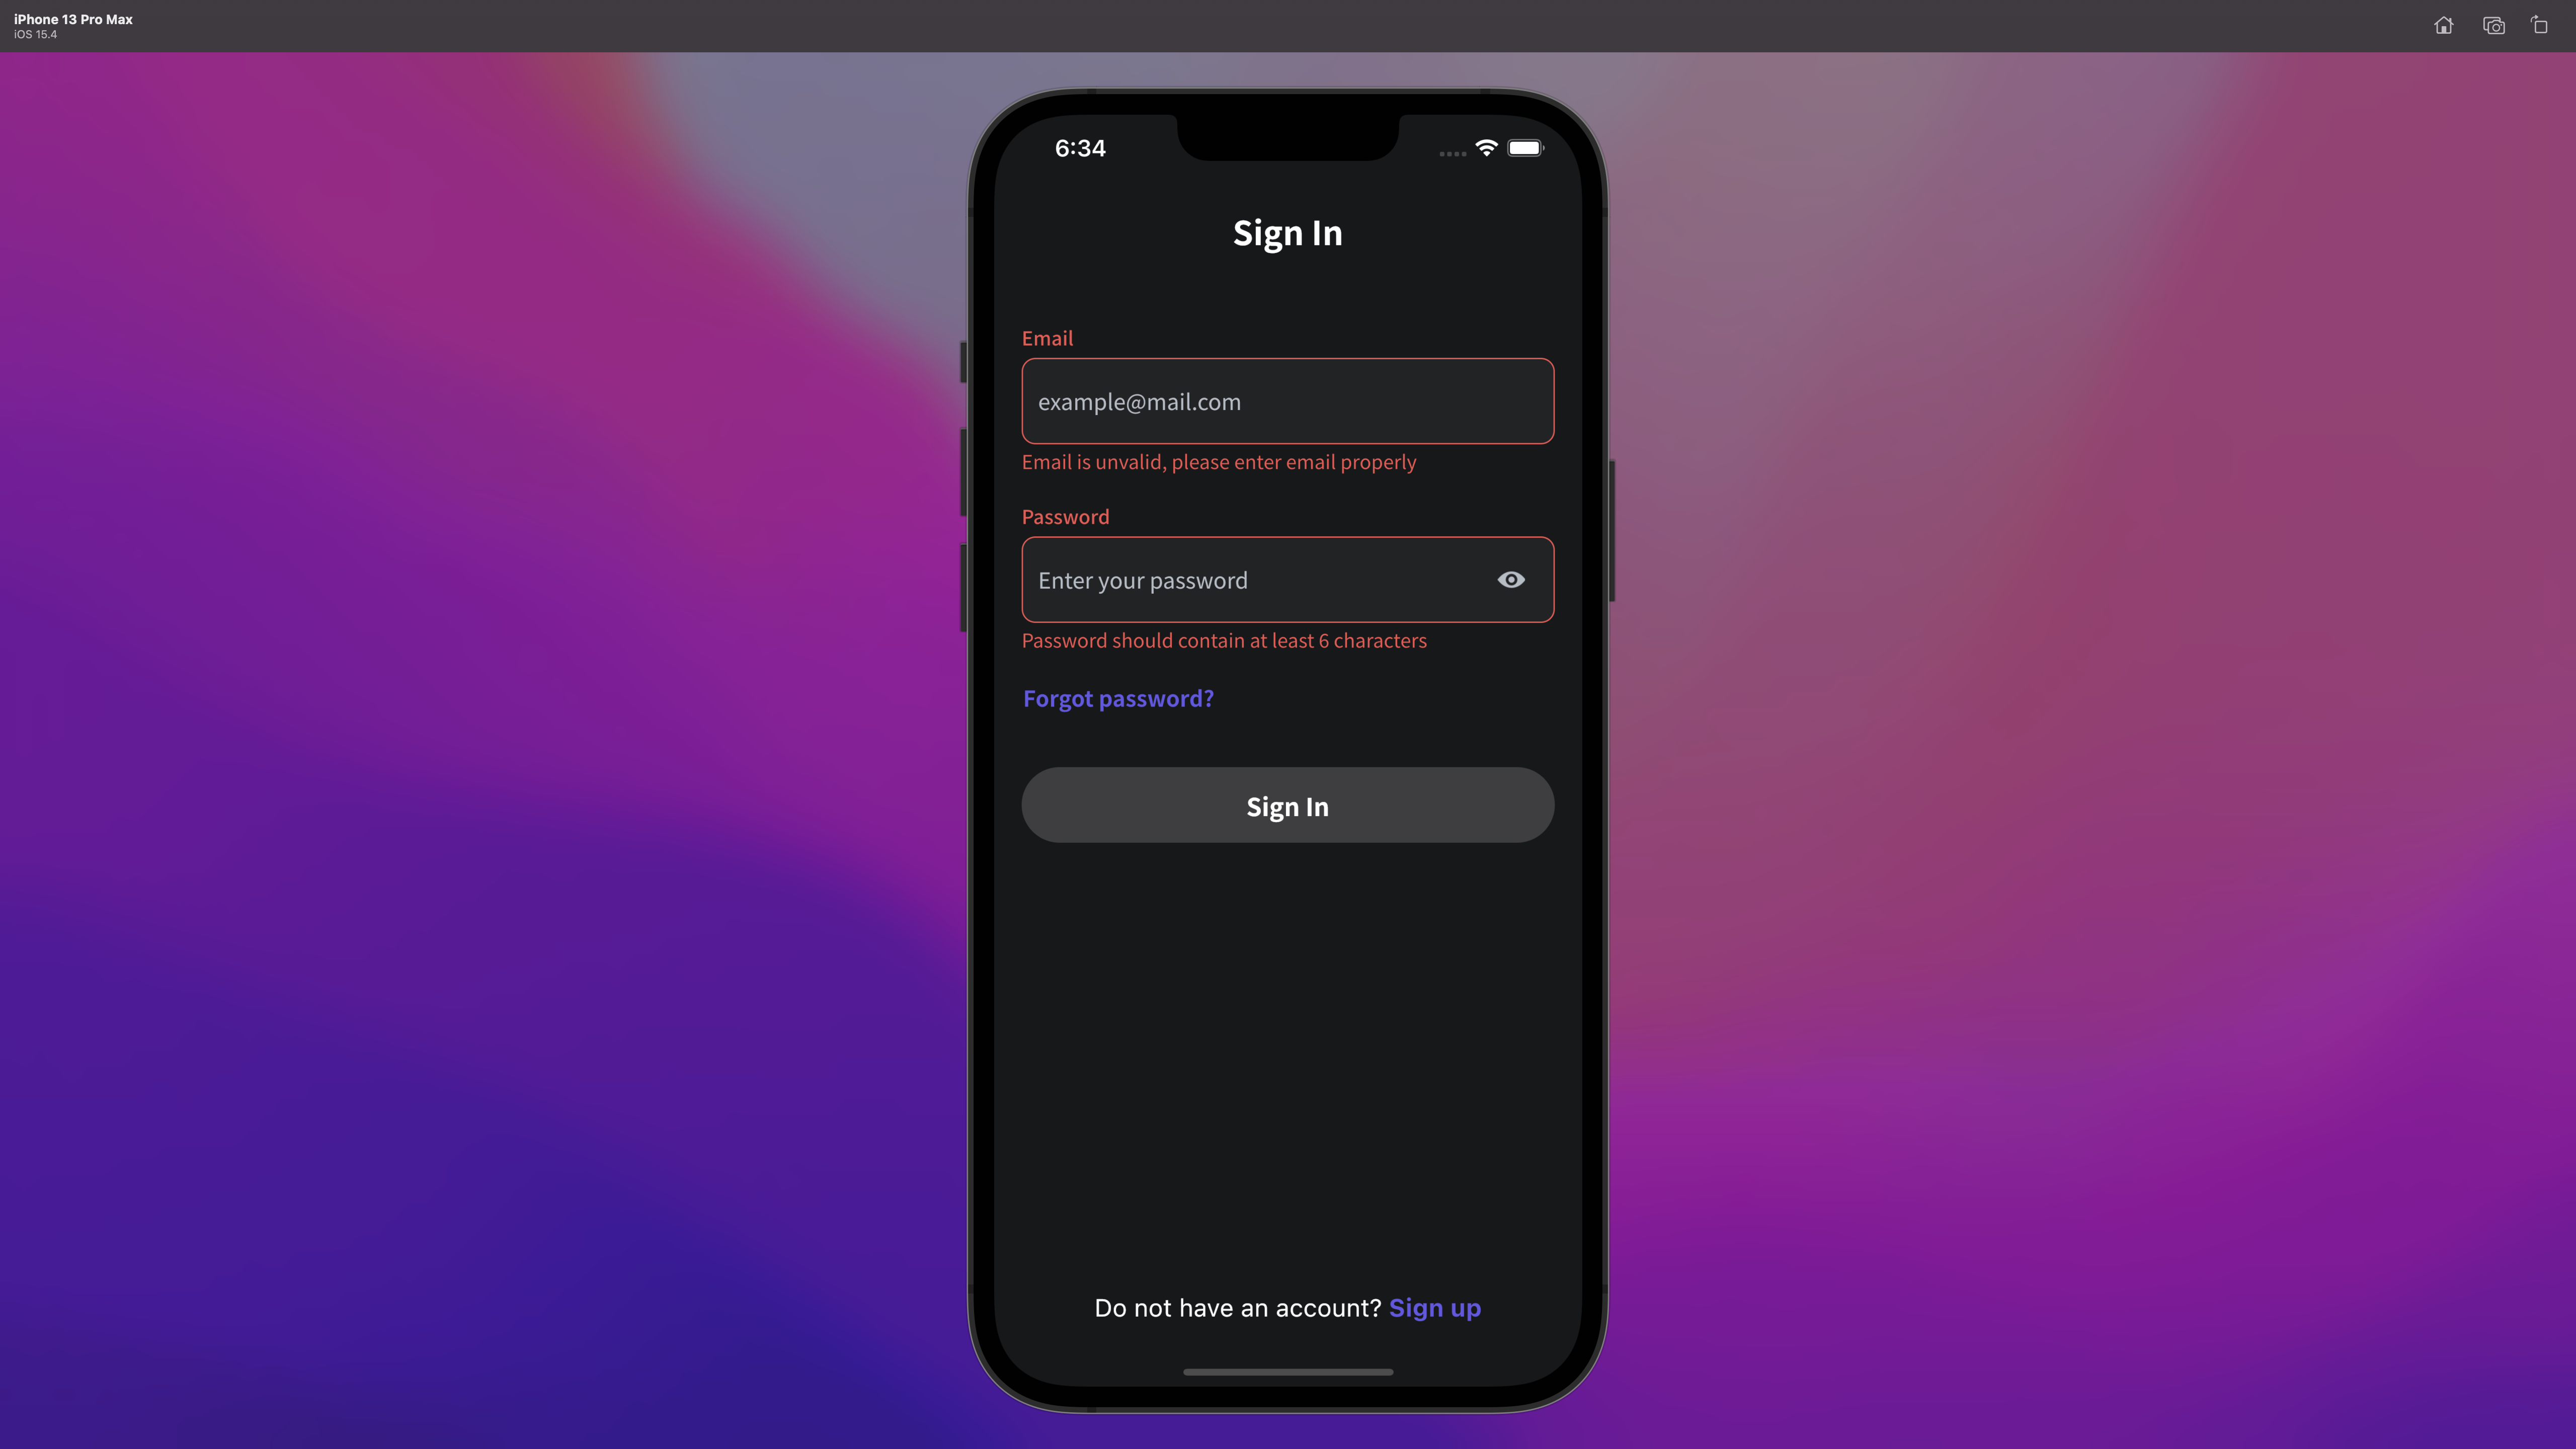 iPhone 13 Pro Max
iOS 15.4
6:34
Sign In
Email
example@mail.com
Email is unvalid, please enter email properly
Password
Enter your password
Password should contain at least 6 characters
Forgot password?
Sign In
Do not have an account? Sign up